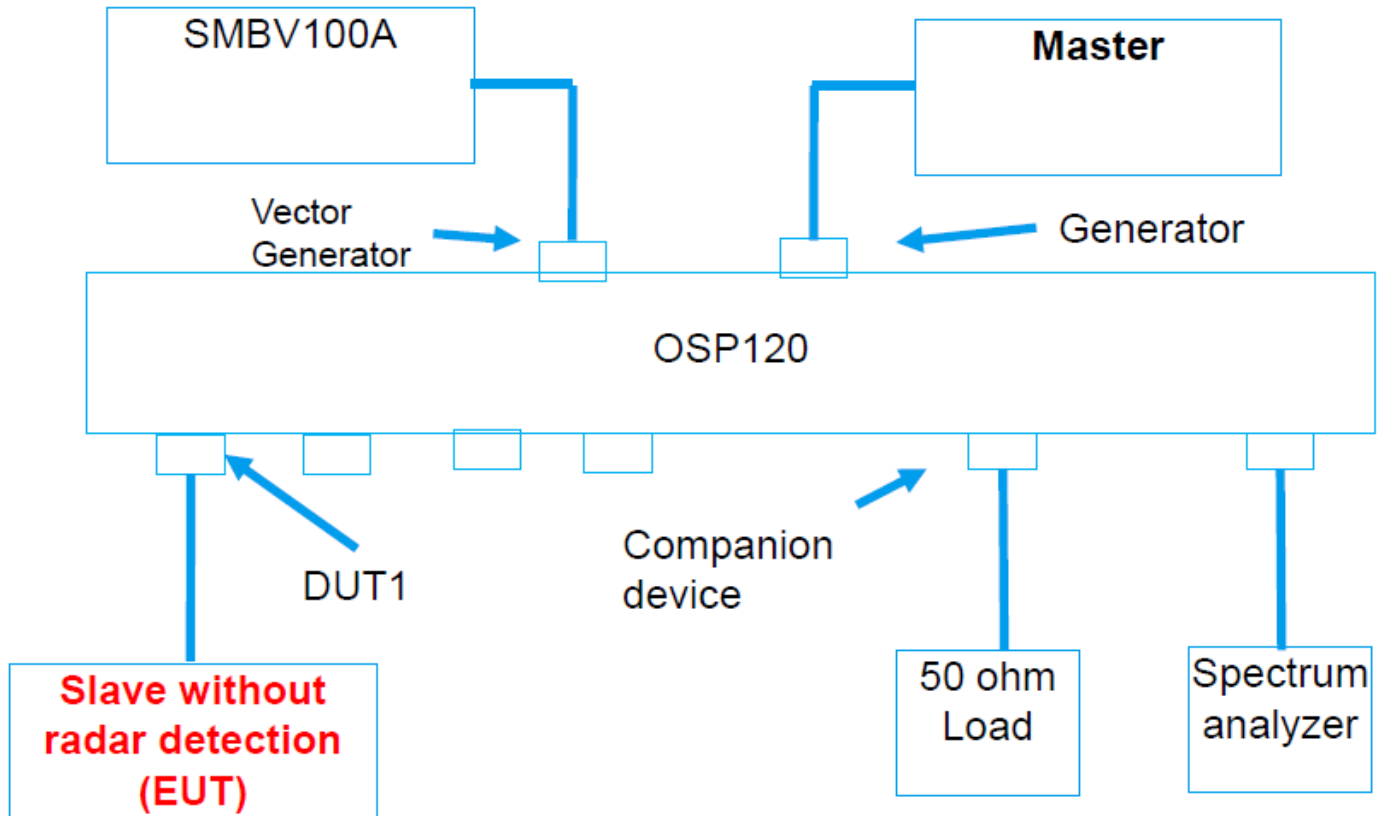 SMBV100A
Master
Vector
Generator
Generator
OSP120
DUT1
Companion
device
Slave without
radar detection
(EUT)
50 ohm
Load
Spectrum
analyzer